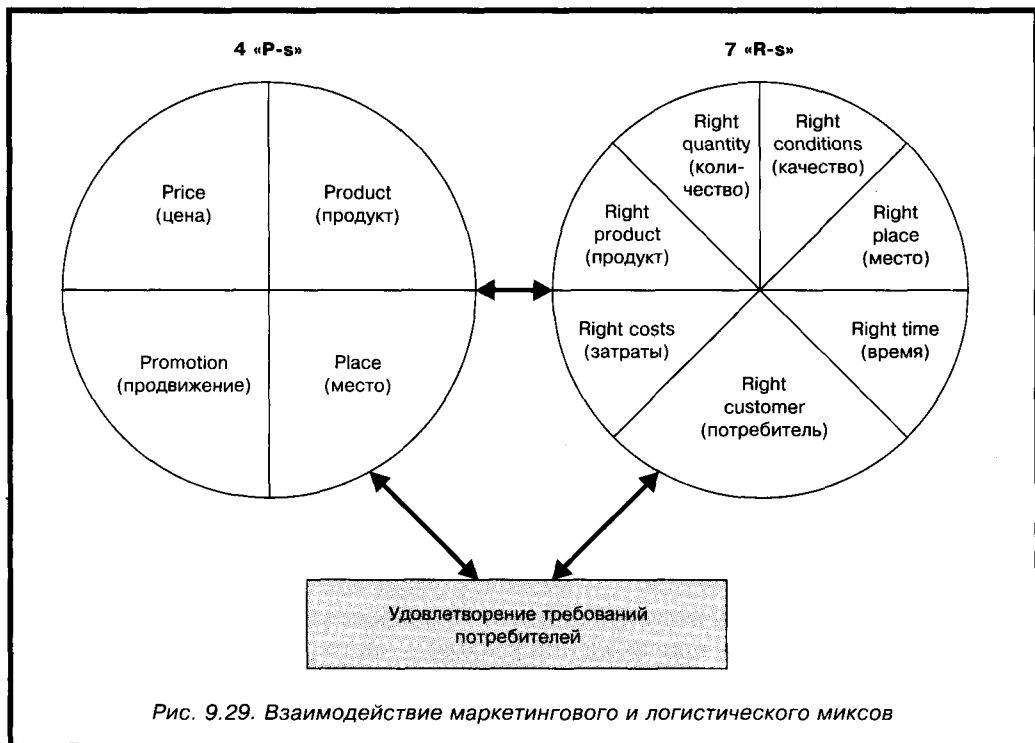 4 «P-s»
7 «R-s»
Price
(цена)
Product
(продукт)
Promotion
(продвижение)
Place
(место)
Right
quantity
(коли-
чество)
Right
conditions
(качество)
Right
product
(продукт)
Right
place
(место)
Right costs
(затраты)
Right time
(время)
Right
customer
(потребитель)
Удовлетворение требований
потребителей
Рис. 9.29. Взаимодействие маркетингового и логистического миксов